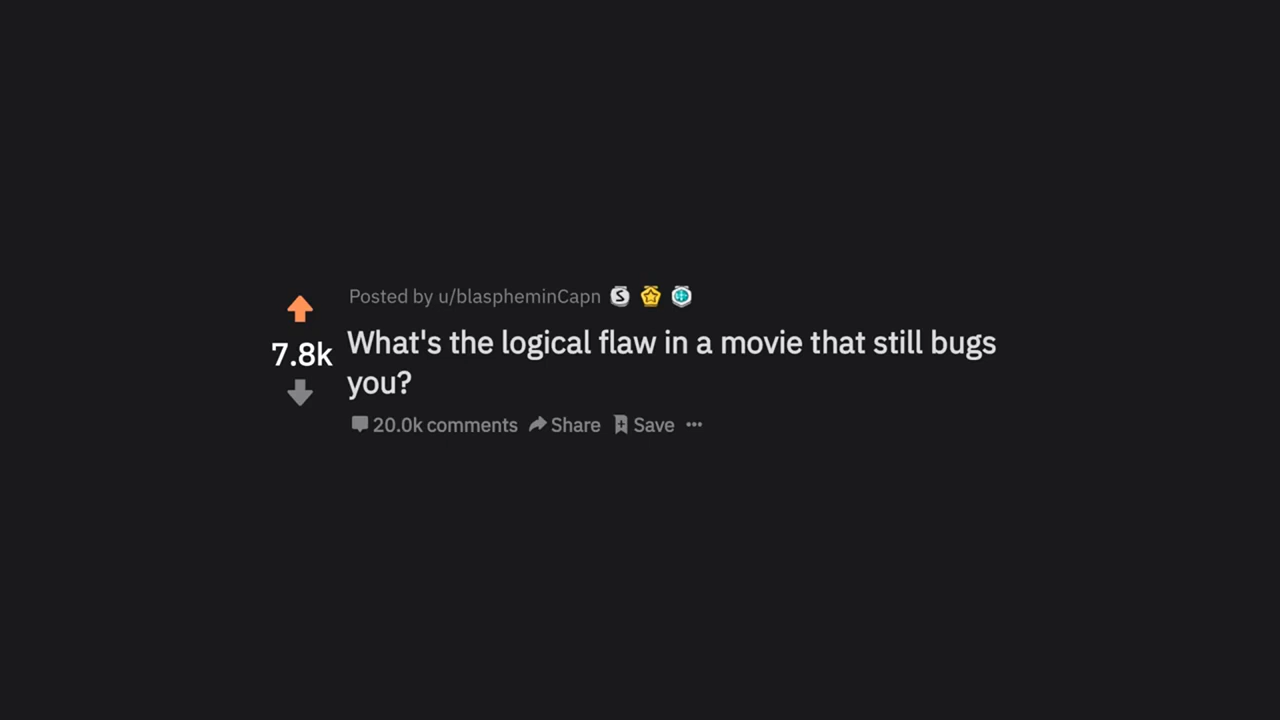 Posted by u/blaspheminCapn
What's the logical flaw in a movie that still bugs
7.8k
you?
20.0k comments Share Save ...